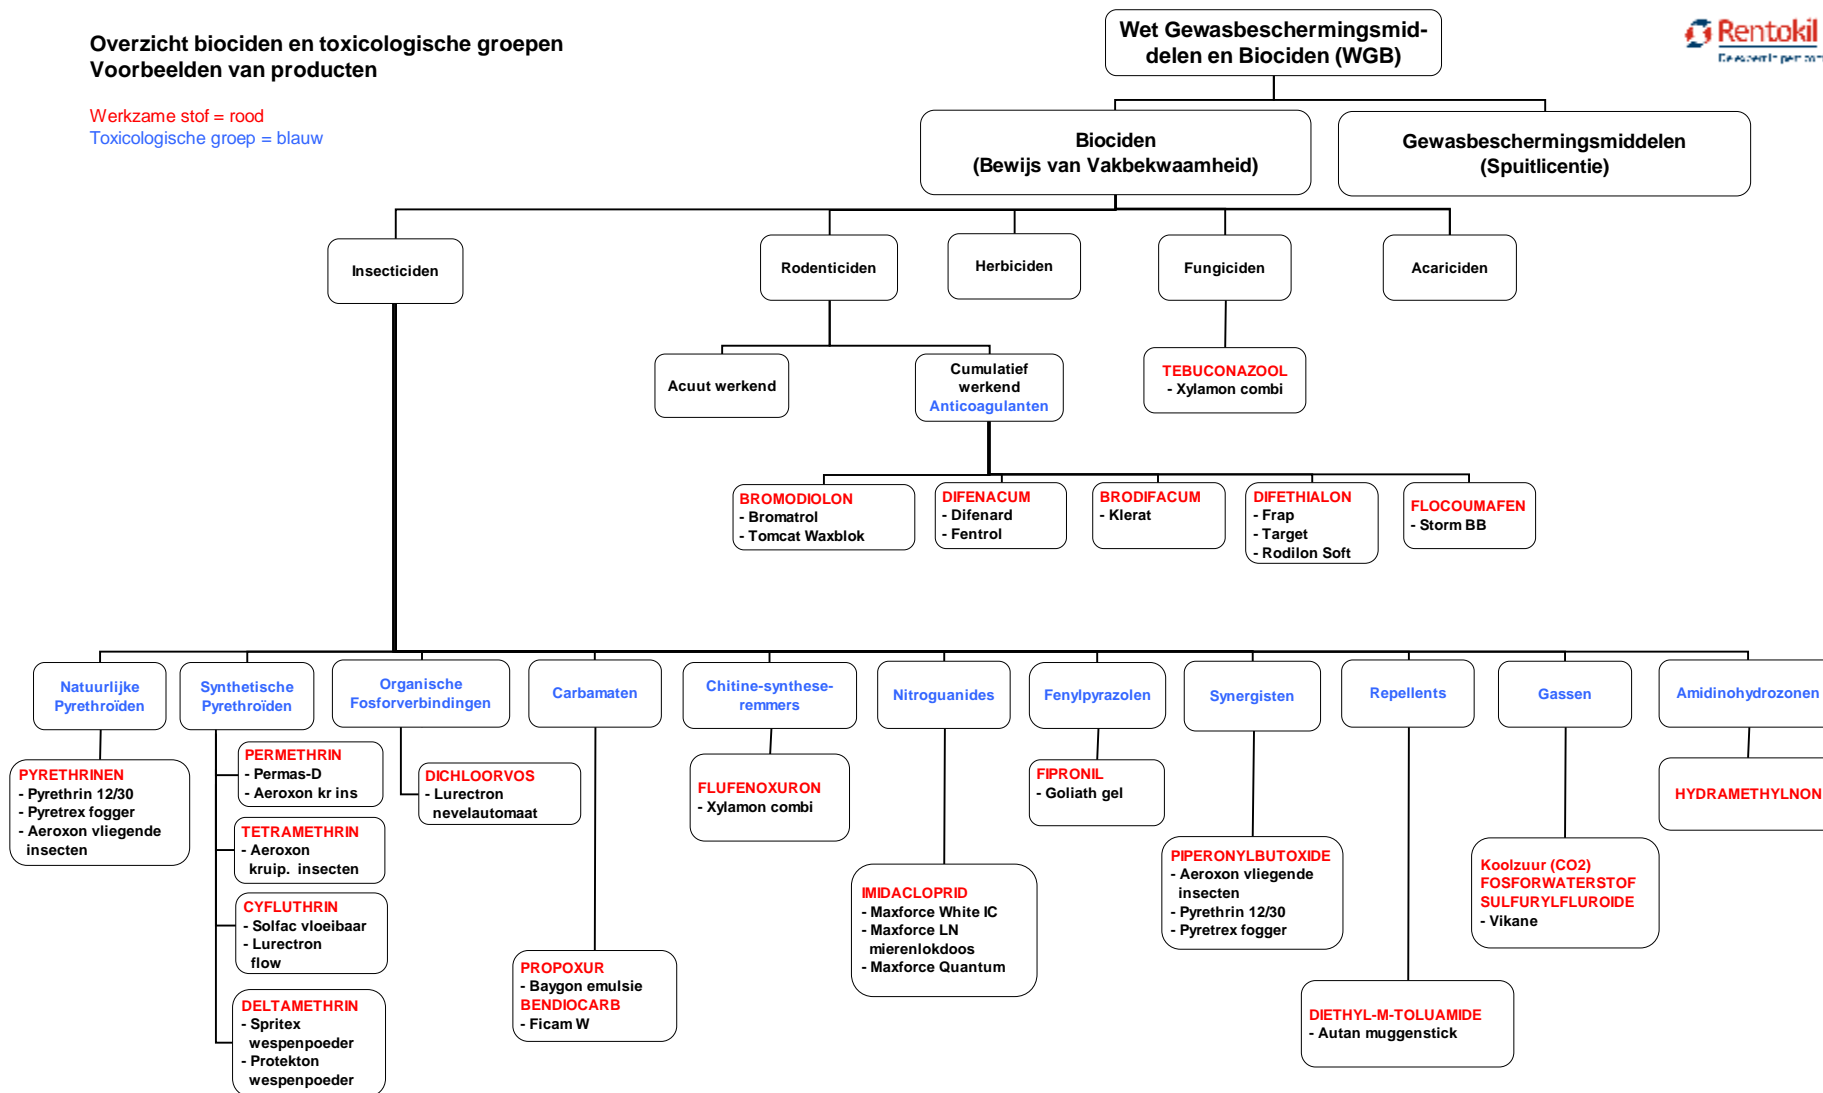 Overzicht biociden en toxicologische groepen
Voorbeelden van producten
Werkzame stof = rood
Toxicologische groep = blauw
Wet Gewasbeschermingsmid-
delen en Biociden (WGB)
Rentokil
Biociden
(Bewijs van Vakbekwaamheid)
Gewasbeschermingsmiddelen
(Spuitlicentie)
Insecticiden
Rodenticiden
Herbiciden
Fungiciden
Acariciden
Acuut werkend
Cumulatief
werkend
Anticoagulanten
TEBUCONAZOOL
- Xylamon combi
BROMODIOLON
- Bromatrol
- Tomcat Waxblok
DIFENACUM
- Difenard
- Fentrol
BRODIFACUM
- Klerat
DIFETHIALON
- Frap
- Target
- Rodilon Soft
FLOCOUMAFEN
- Storm BB
Natuurlijke
Pyrethroïden
Synthetische
Pyrethroïden
Organische
Fosforverbindingen
Carbamaten
Chitine-synthese-
remmers
Nitroguanides
Fenylpyrazolen
Synergisten
Repellents
Gassen
Amidinohydrozonen
PYRETHRINEN
- Pyrethrin 12/30
- Pyretrex fogger
- Aeroxon vliegende
insecten
PERMETHRIN
- Permas-D
- Aeroxon kr ins
TETRAMETHRIN
- Aeroxon
kruip. insecten
CYFLUTHRIN
- Solfac vloeibaar
- Lurectron
flow
DELTAMETHRIN
- Spritex
wespenpoeder
- Protekton
wespenpoeder
DICHLOORVOS
- Lurectron
nevelautomaat
PROPOXUR
- Baygon emulsie
BENDIOCARB
- Ficam W
FLUFENOXURON
- Xylamon combi
IMIDACLOPRID
- Maxforce White IC
- Maxforce LN
mierenlokdoos
- Maxforce Quantum
FIPRONIL
- Goliath gel
PIPERONYLBUTOXIDE
- Aeroxon vliegende
insecten
- Pyrethrin 12/30
- Pyretrex fogger
DIETHYL-M-TOLUAMIDE
- Autan muggenstick
Koolzuur (CO2)
FOSFORWATERSTOF
SULFURYLFLUROIDE
- Vikane
HYDRAMETHYLNON